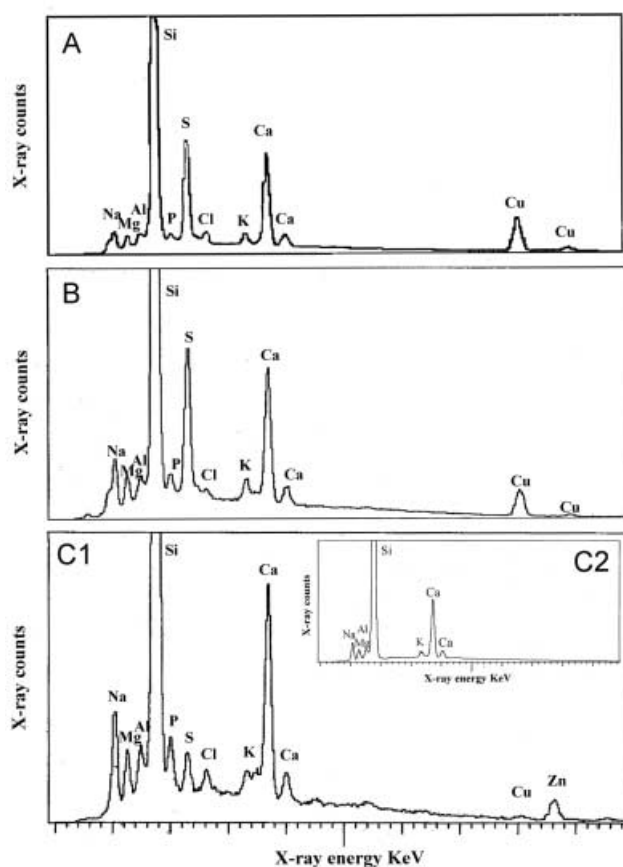 A
Si
S
Ca
Na
Mg
Al
P
Cl
K
Ca
Cu
Cu
X-ray counts
B
Si
S
Ca
Na
Mg
Al
P
Cl
K
Ca
Cu
Cu
X-ray counts
C1
Si
Ca
Na
Mg
Al
P
S
Cl
K
Ca
Cu
Zn
X-ray counts
C2
Si
Ca
Na
Mg
Al
K
Ca
X-ray counts
X-ray energy KeV
X-ray energy KeV